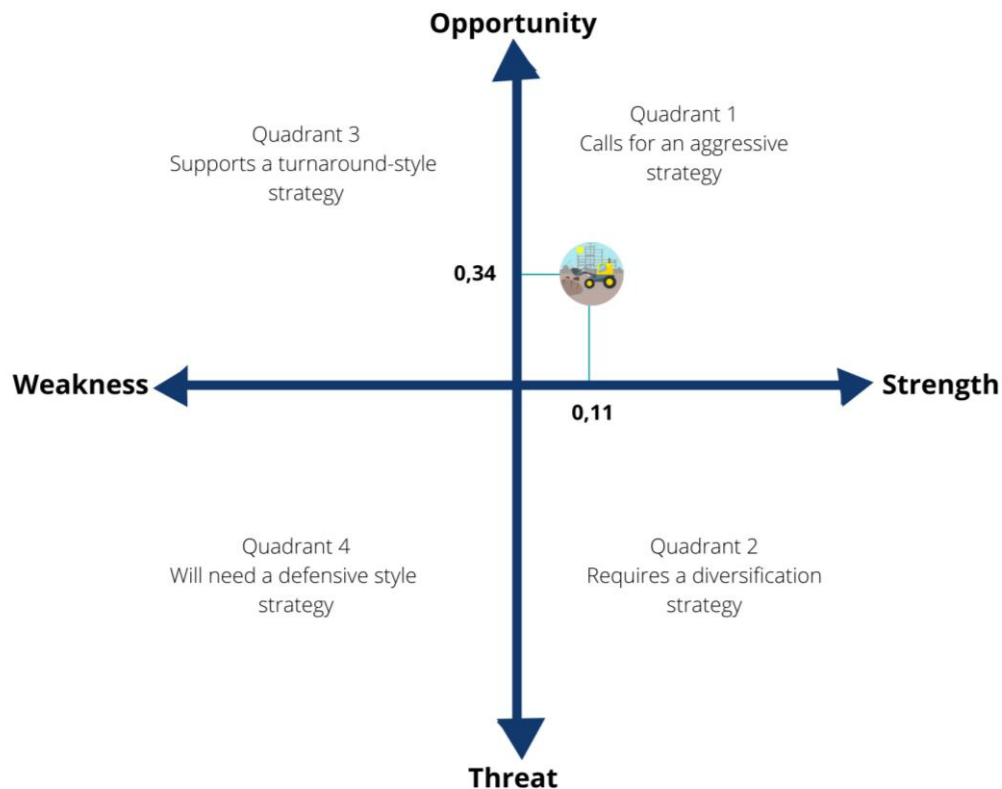 Opportunity
Quadrant 3
Supports a turnaround-style
strategy
Quadrant 1
Calls for an aggressive
strategy
0,34
Weakness
Strength
0,11
Quadrant 4
Will need a defensive style
strategy
Quadrant 2
Requires a diversification
strategy
Threat